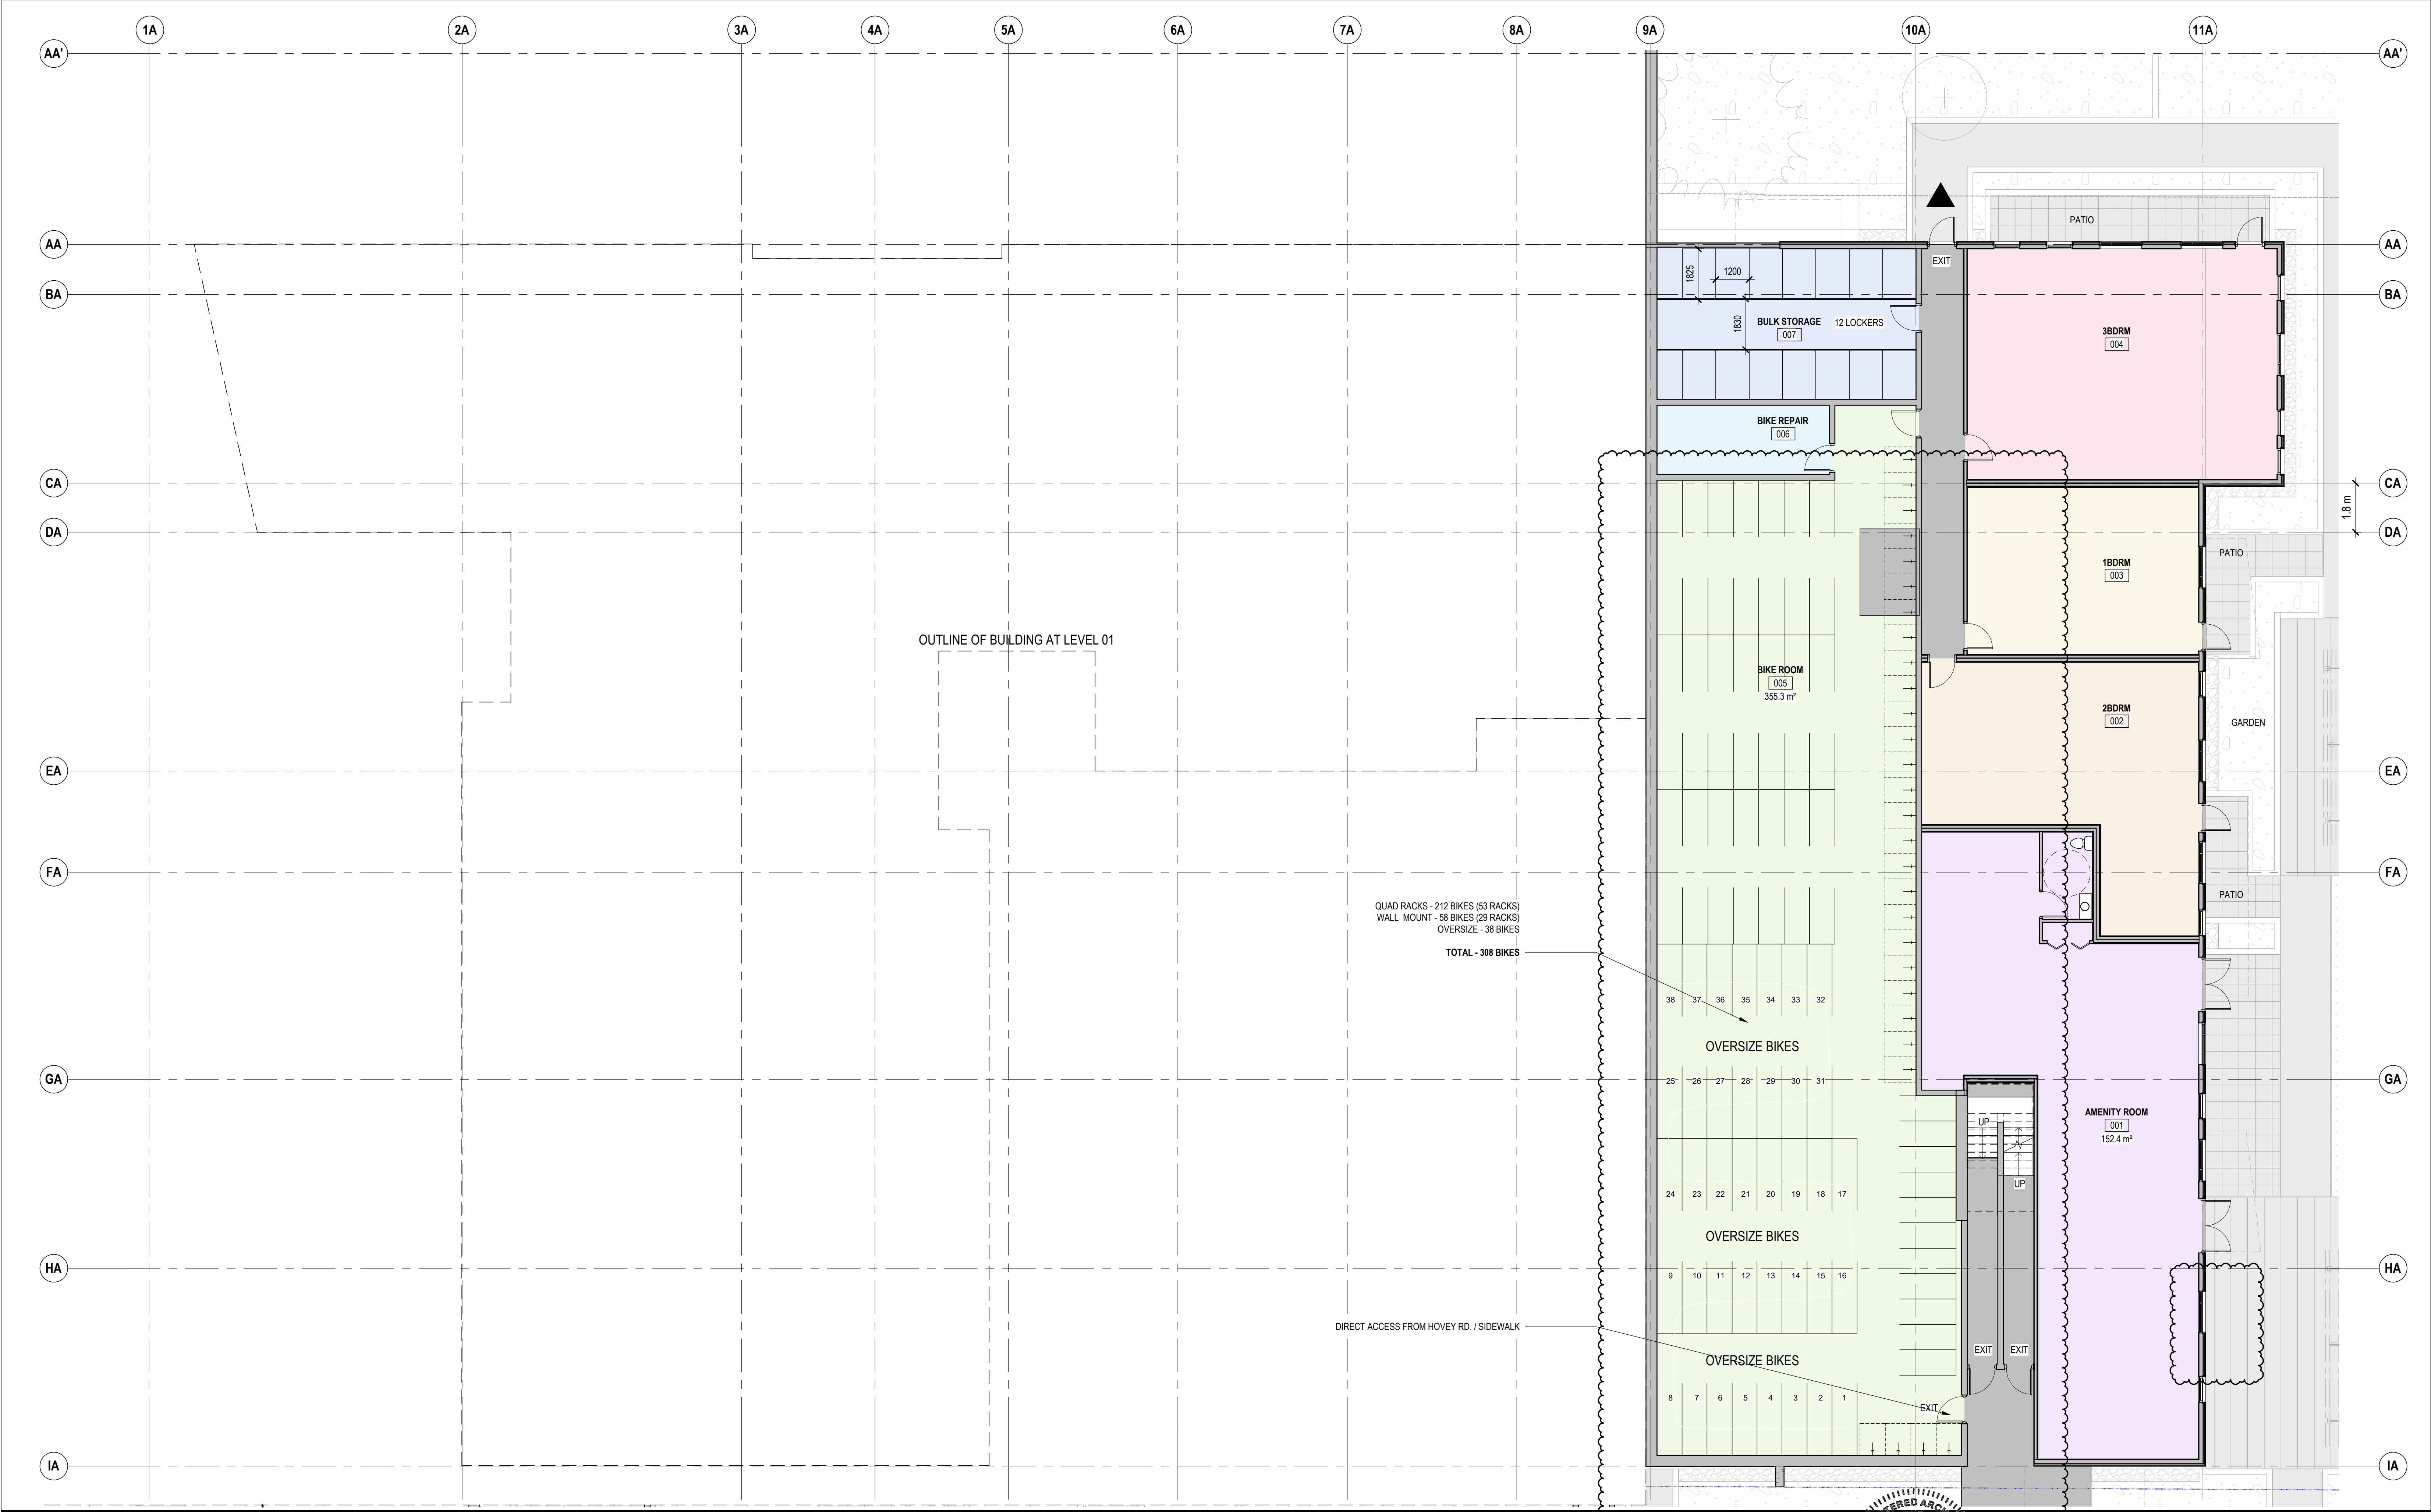 1A
2A
3A
4A
5A
6A
7A
8A
9A
10A
11A
AA'
AA'
PATIO
AA
AA
EXIT
1825
1200
BA
BA
1830
BULK STORAGE
007
12 LOCKERS
3BDRM
004
BIKE REPAIR
006
CA
CA
1.8 m
DA
DA
PATIO
1BDRM
003
OUTLINE OF BUILDING AT LEVEL 01
BIKE ROOM
005
355.3 m²
2BDRM
002
GARDEN
EA
EA
FA
FA
PATIO
QUAD RACKS - 212 BIKES (53 RACKS)
WALL MOUNT - 58 BIKES (29 RACKS)
OVERSIZE - 38 BIKES
TOTAL - 308 BIKES
38 37 36 35 34 33 32
OVERSIZE BIKES
GA
25 26 27 28 29 30 31
GA
UP
AMENITY ROOM
001
152.4 m²
UP
24 23 22 21 20 19 18 17
OVERSIZE BIKES
HA
9 10 11 12 13 14 15 16
HA
DIRECT ACCESS FROM HOVEY RD. / SIDEWALK
EXIT EXIT
OVERSIZE BIKES
8 7 6 5 4 3 2 1
EXIT
IA
IA